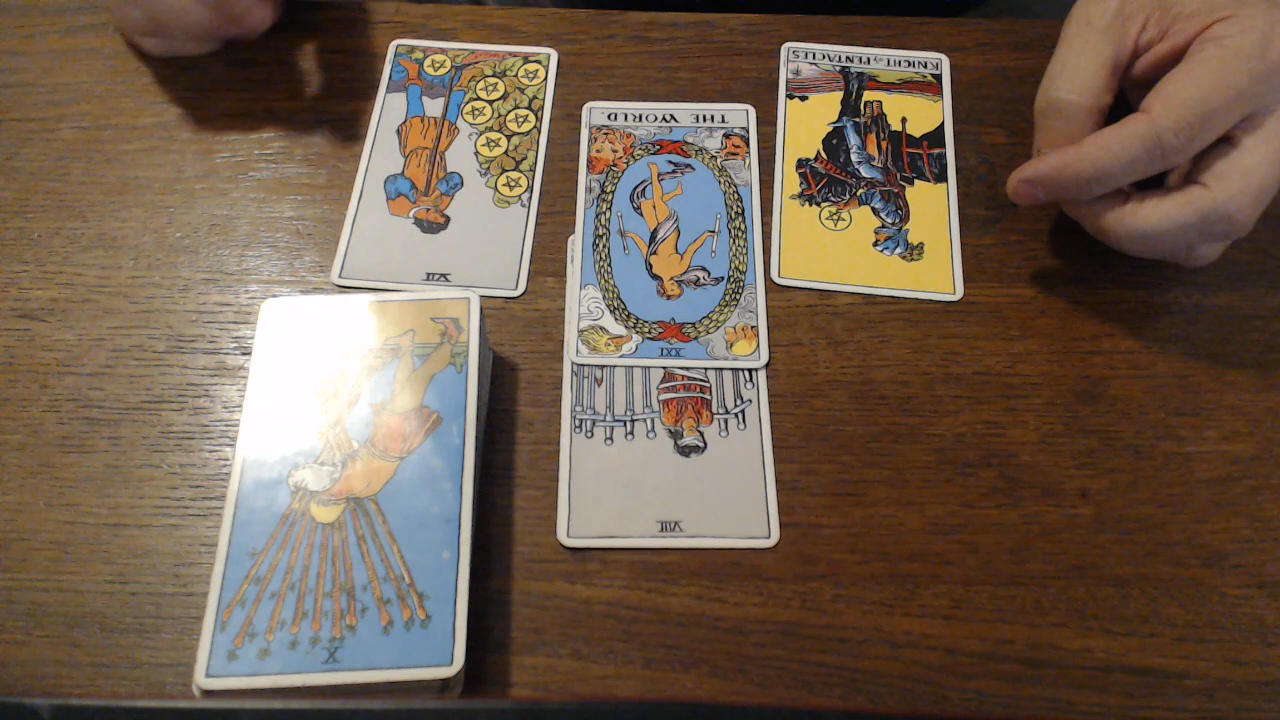 KNIGHT of PENTACLES
THE WORLD.
VII
XXI
VIII
X